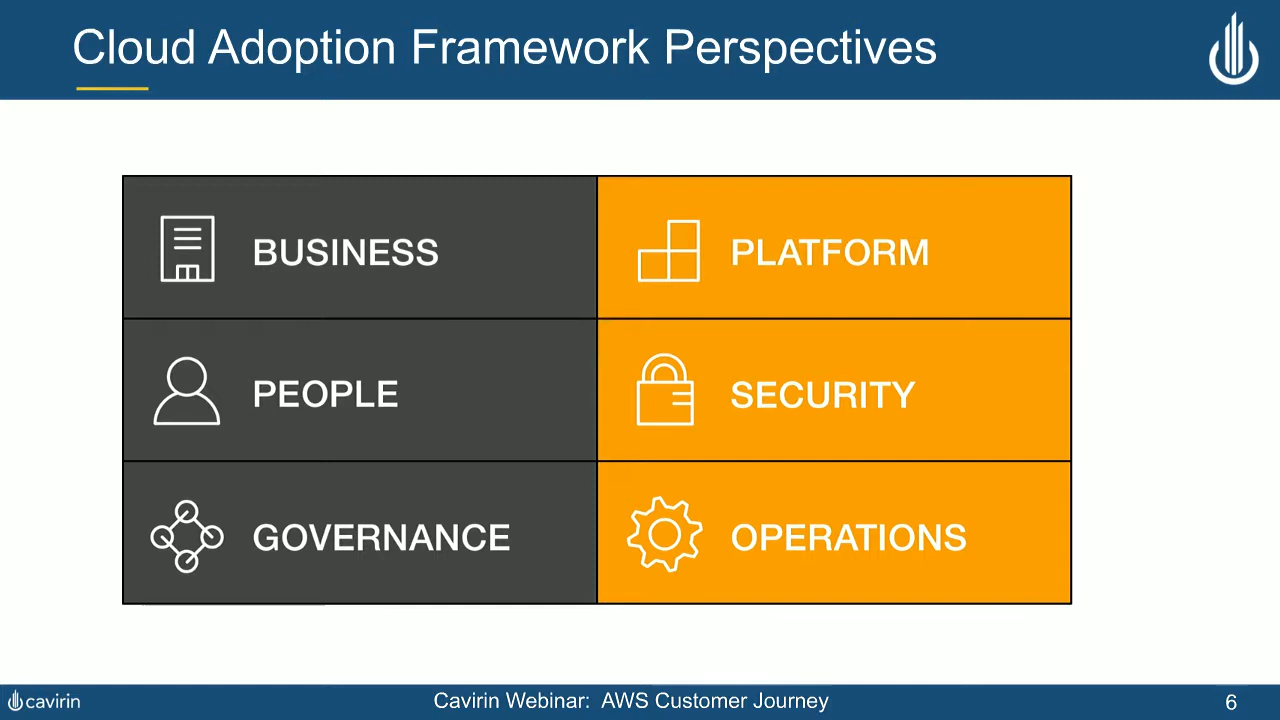 Cloud Adoption Framework Perspectives
BUSINESS
PLATFORM
PEOPLE
SECURITY
GOVERNANCE
OPERATIONS
cavirin
Cavirin Webinar:  AWS Customer Journey
6